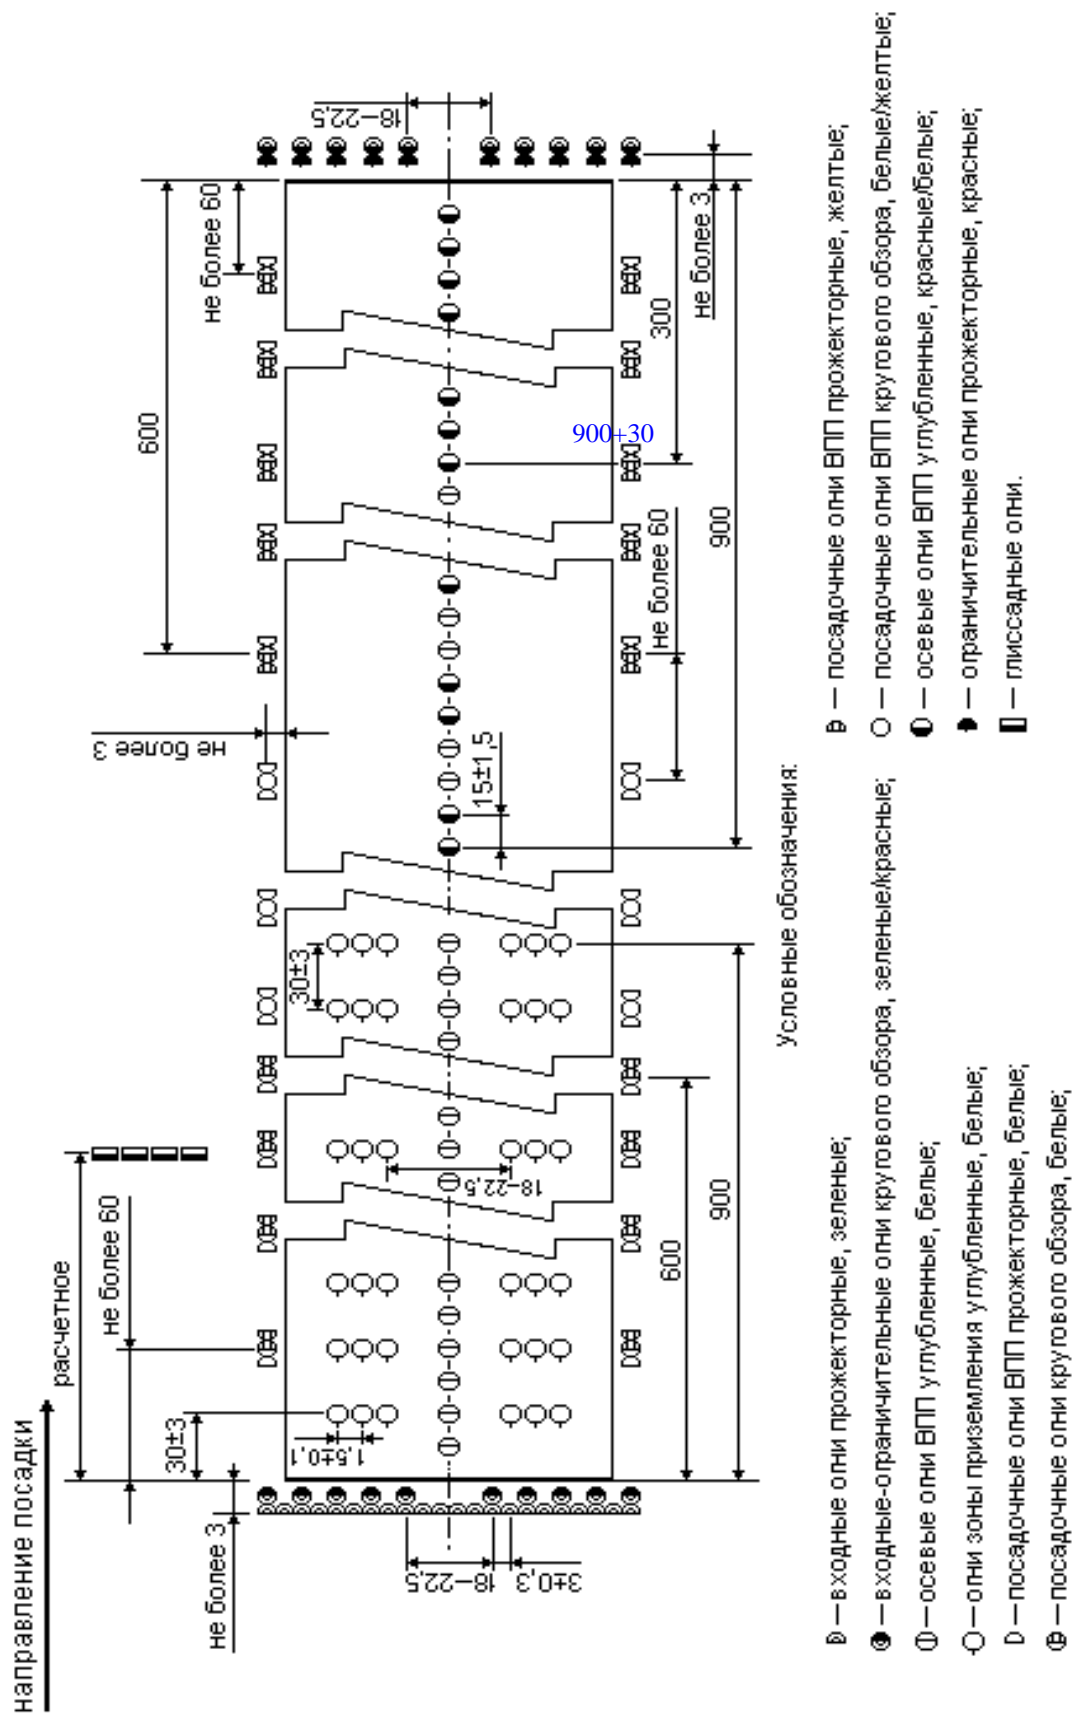 направление посадки
расчетное
не более 60
30±3
не более 3
не более 3
600
не более 60
18–22,5
1,5±0,1
30±3
18–22,5
15±1,5
18–22,5
3±0,3
600
900
не более 60
900+30
300
900
не более 3
Условные обозначения:
– входные огни прожекторные, зеленые;
– входные-ограничительные огни кругового обзора, зеленые/красные;
– осевые огни ВПП углубленные, белые;
– огни зоны приземления углубленные, белые;
– посадочные огни ВПП прожекторные, белые;
– посадочные огни кругового обзора, белые;
– посадочные огни ВПП прожекторные, желтые;
– посадочные огни ВПП кругового обзора, белые/желтые;
– осевые огни ВПП углубленные, красные/белые;
– ограничительные огни прожекторные, красные;
– глиссадные огни.